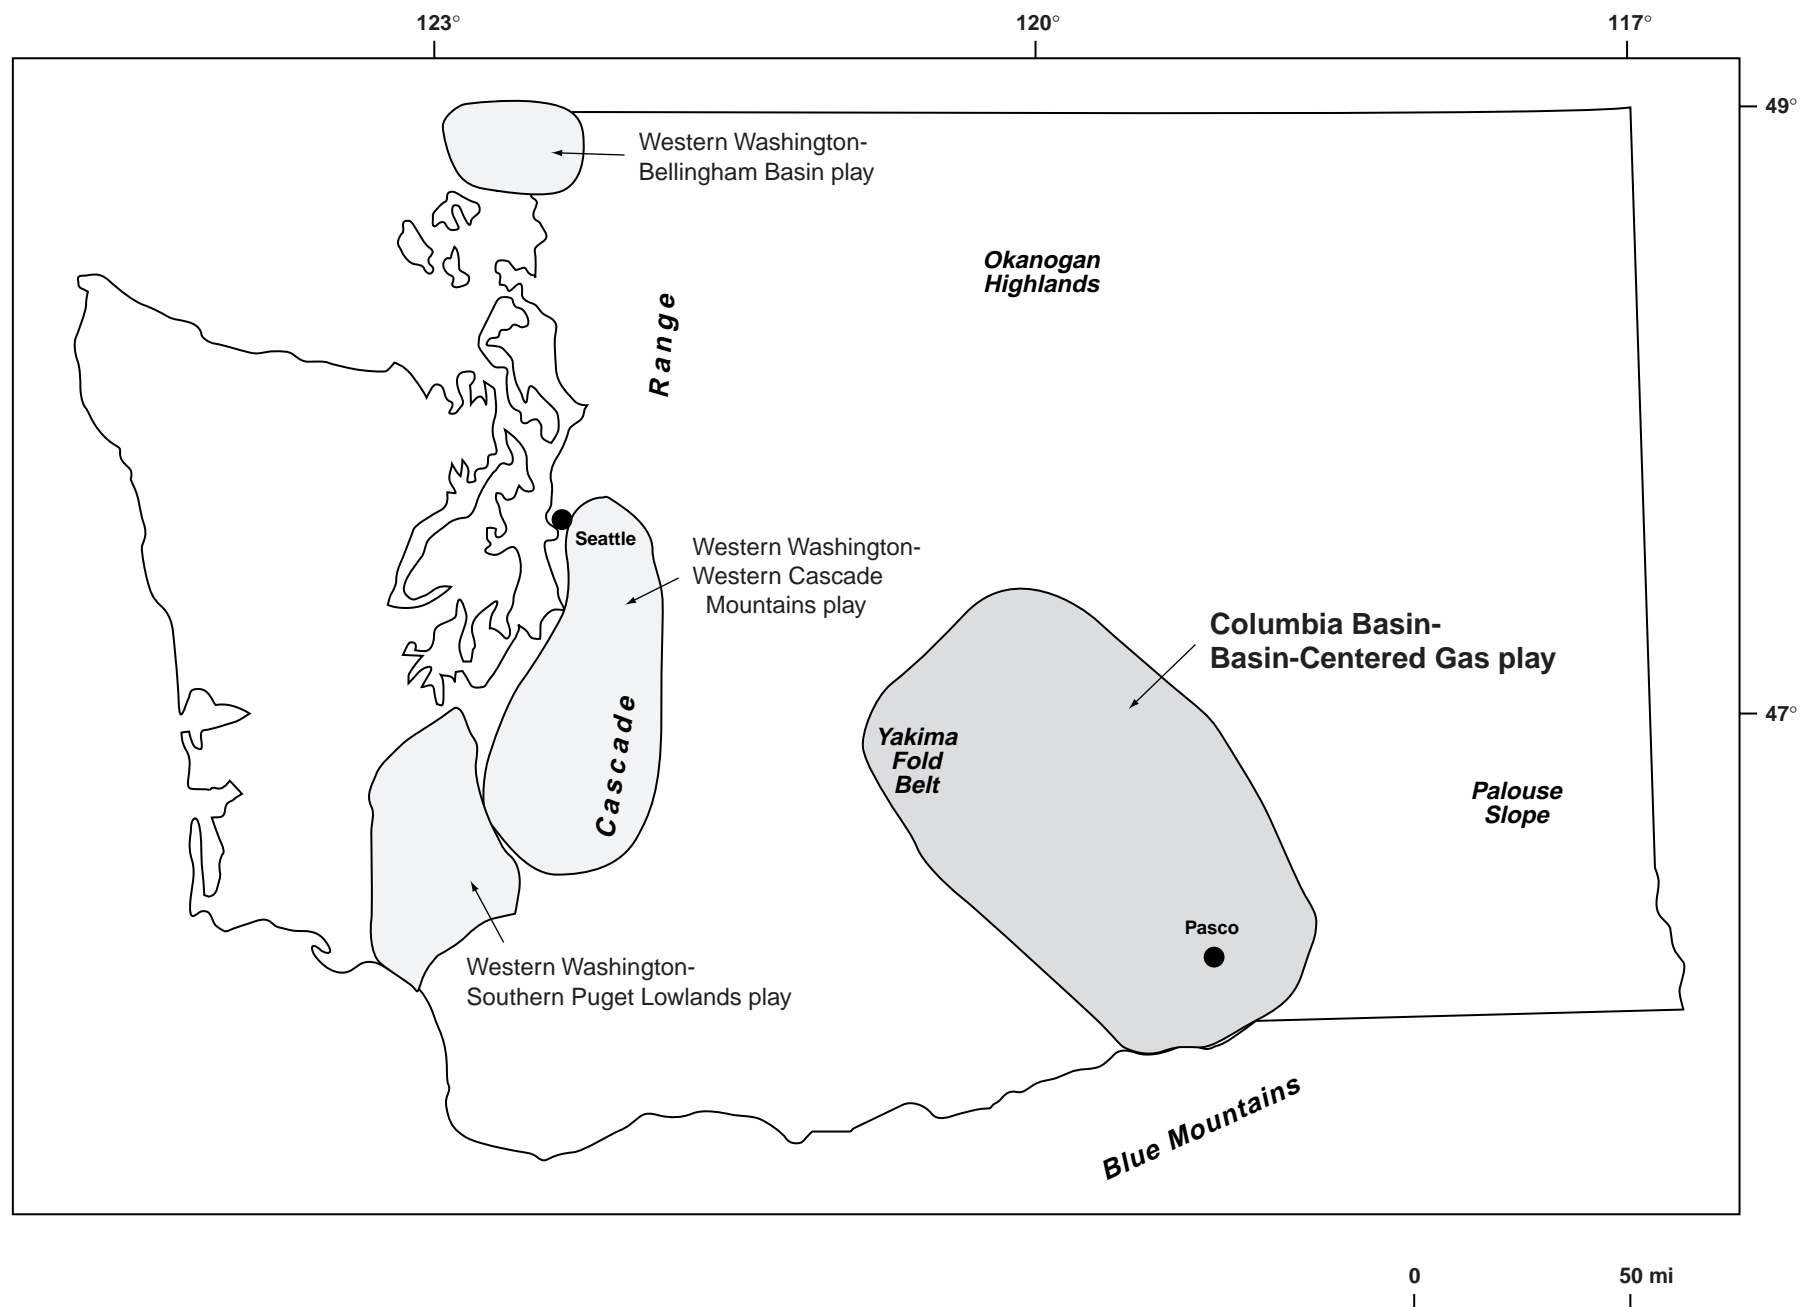 123°
120°
117°
49°
Western Washington-
Bellingham Basin play
Okanogan
Highlands
Range
Seattle
Western Washington-
Western Cascade
Mountains play
Columbia Basin-
Basin-Centered Gas play
47°
Cascade
Yakima
Fold
Belt
Palouse
Slope
Pasco
Western Washington-
Southern Puget Lowlands play
Blue Mountains
0
50 mi